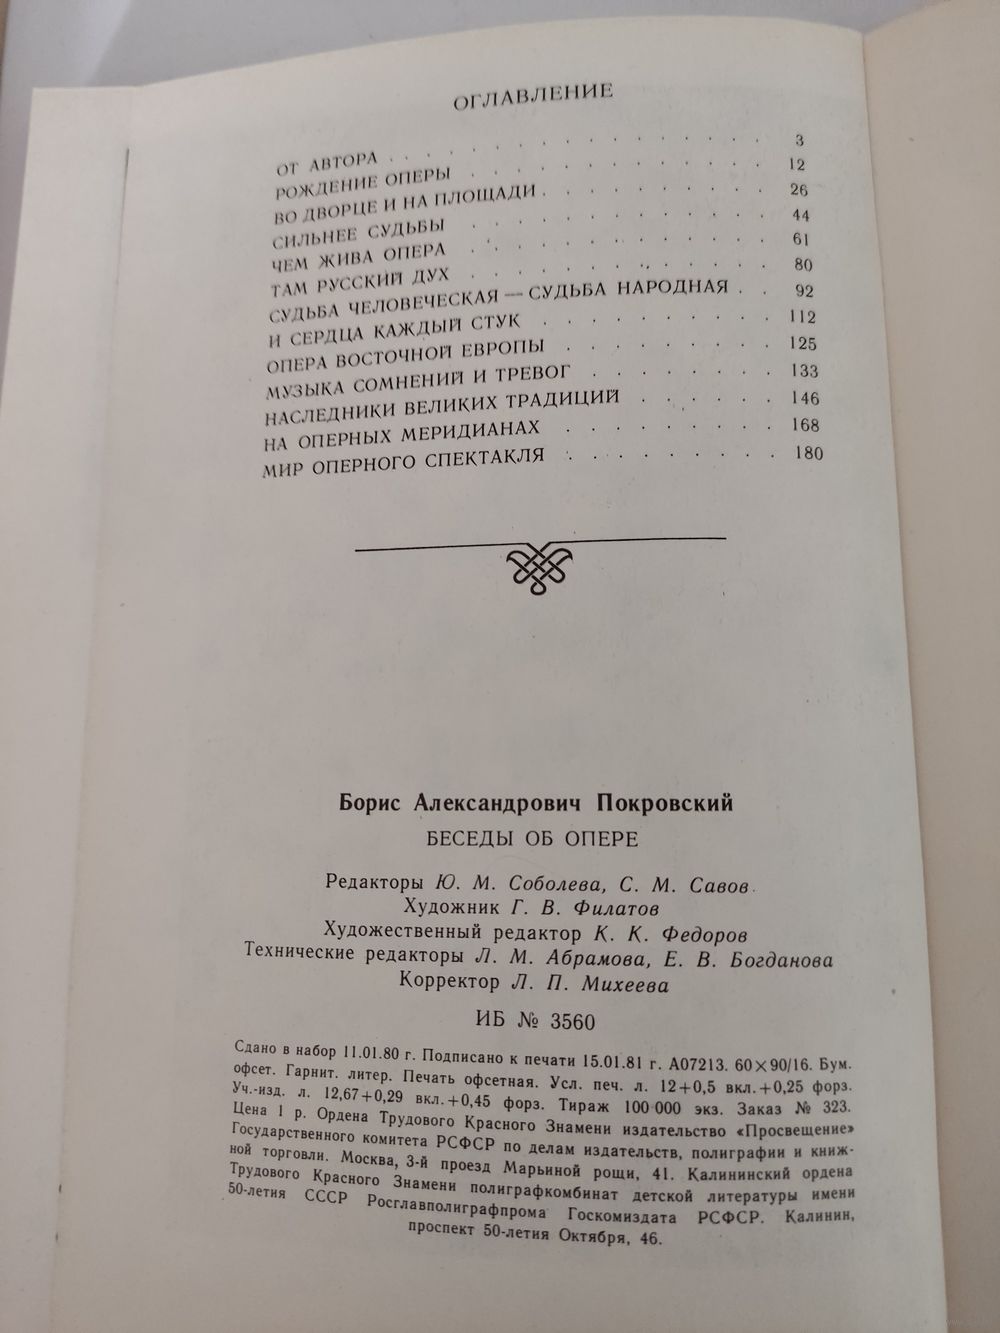 ОГЛАВЛЕНИЕ
ОТ АВТОРА . . . . . . . . . . . . . . . 3
РОЖДЕНИЕ ОПЕРЫ . . . . . . . . . . . . 12
ВО ДВОРЦЕ И НА ПЛОЩАДИ . . . . . . . . . 26
СИЛЬНЕЕ СУДЬБЫ . . . . . . . . . . . . 44
ЧЕМ ЖИВА ОПЕРА . . . . . . . . . . . . 61
ТАМ РУССКИЙ ДУХ . . . . . . . . . . . . 80
СУДЬБА ЧЕЛОВЕЧЕСКАЯ — СУДЬБА НАРОДНАЯ . . 92
И СЕРДЦА КАЖДЫЙ СТУК . . . . . . . . . . 112
ОПЕРА ВОСТОЧНОЙ ЕВРОПЫ . . . . . . . . . 125
МУЗЫКА СОМНЕНИЙ И ТРЕВОГ . . . . . . . . 133
НАСЛЕДНИКИ ВЕЛИКИХ ТРАДИЦИЙ . . . . . . 146
НА ОПЕРНЫХ МЕРИДИАНАХ . . . . . . . . . 168
МИР ОПЕРНОГО СПЕКТАКЛЯ . . . . . . . . . 180
Борис Александрович Покровский
БЕСЕДЫ ОБ ОПЕРЕ
Редакторы Ю. М. Соболева, С. М. Савов
Художник Г. В. Филатов
Художественный редактор К. К. Федоров
Технические редакторы Л. М. Абрамова, Е. В. Богданова
Корректор Л. П. Михеева
ИБ № 3560
Сдано в набор 11.01.80 г. Подписано к печати 15.01.81 г. А07213. 60×90/16. Бум.
офсет. Гарнит. литер. Печать офсетная. Усл. печ. л. 12+0,5 вкл.+0,25 форз.
Уч.-изд. л. 12,67+0,29 вкл.+0,45 форз. Тираж 100 000 экз. Заказ № 323.
Цена 1 р. Ордена Трудового Красного Знамени издательство «Просвещение»
Государственного комитета РСФСР по делам издательств, полиграфии и книж-
ной торговли. Москва, 3-й проезд Марьиной рощи, 41. Калининский ордена
Трудового Красного Знамени полиграфкомбинат детской литературы имени
50-летия СССР Росглавполиграфпрома Госкомиздата РСФСР. Калинин,
проспект 50-летия Октября, 46.